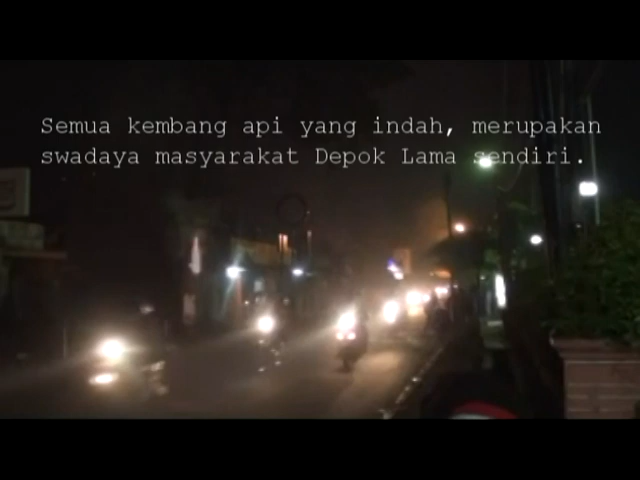 Semua kembang api yang indah, merupakan
swadaya masyarakat Depok Lama sendiri.